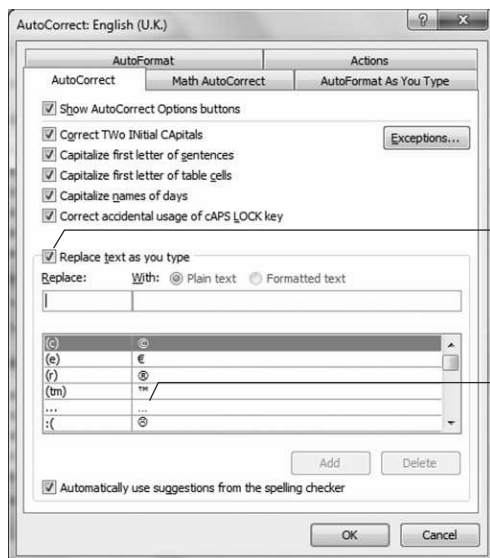 AutoCorrect: English (U.K.)
AutoFormat Actions
AutoCorrect Math AutoCorrect AutoFormat As You Type
Show AutoCorrect Options buttons
Correct TWo INitial CApitals Exceptions...
Capitalize first letter of sentences
Capitalize first letter of table cells
Capitalize names of days
Correct accidental usage of cAPS LOCK key
Replace text as you type
Replace: With: Plain text Formatted text
(c) ©
(e) €
(r) ®
(tm) ™
... …
:( ☹
Add Delete
Automatically use suggestions from the spelling checker
OK Cancel